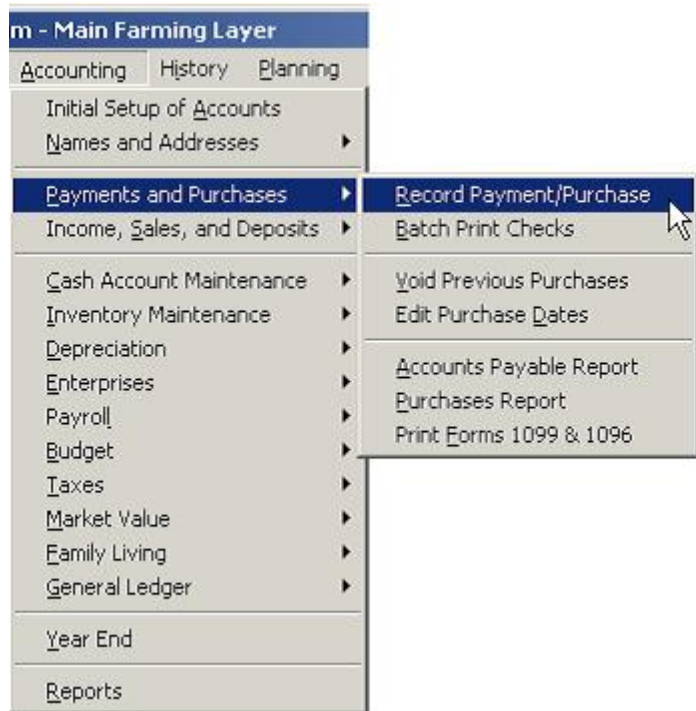 m - Main Farming Layer
Accounting History Planning
Initial Setup of Accounts
Names and Addresses
Payments and Purchases
Income, Sales, and Deposits
Cash Account Maintenance
Inventory Maintenance
Depreciation
Enterprises
Payroll
Budget
Taxes
Market Value
Family Living
General Ledger
Year End
Reports
Record Payment/Purchase
Batch Print Checks
Void Previous Purchases
Edit Purchase Dates
Accounts Payable Report
Purchases Report
Print Forms 1099 & 1096